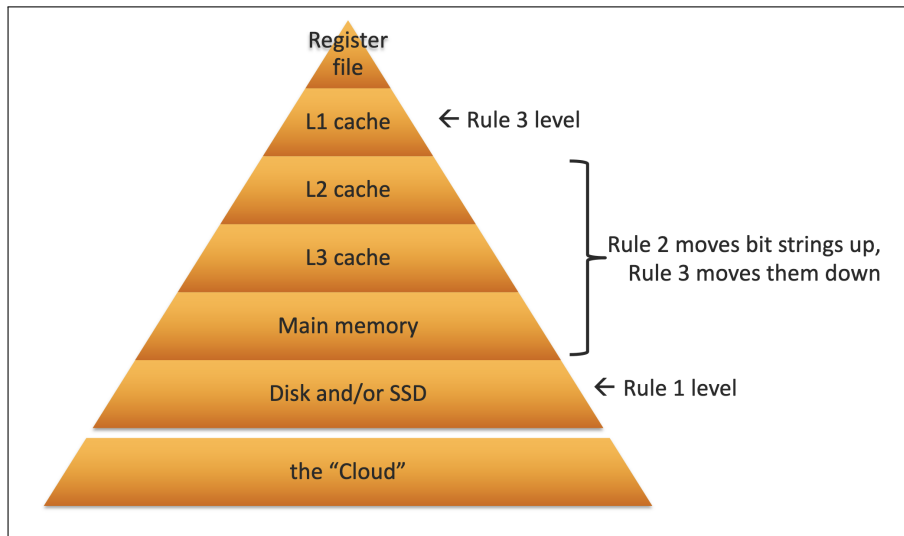 Register
file
L1 cache
← Rule 3 level
L2 cache
L3 cache
Rule 2 moves bit strings up,
Rule 3 moves them down
Main memory
Disk and/or SSD
← Rule 1 level
the “Cloud”